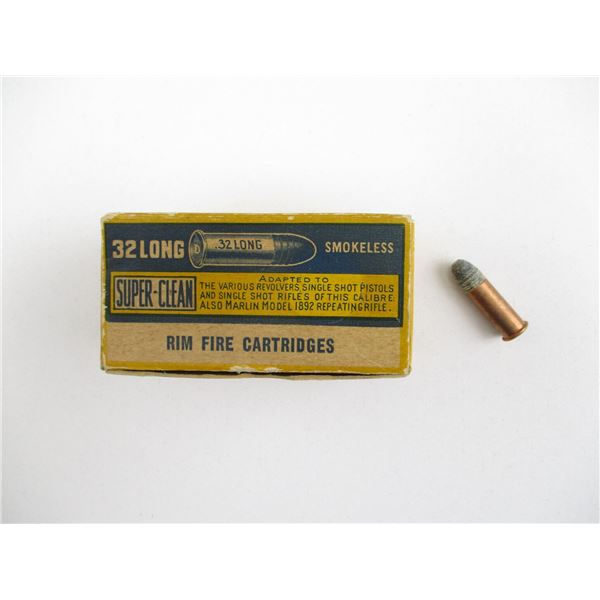 32 LONG
D
.32 LONG
SMOKELESS
SUPER-CLEAN
ADAPTED TO
THE VARIOUS REVOLVERS, SINGLE SHOT PISTOLS
AND SINGLE SHOT RIFLES OF THIS CALIBRE.
ALSO MARLIN MODEL 1892 REPEATING RIFLE.
RIM FIRE CARTRIDGES